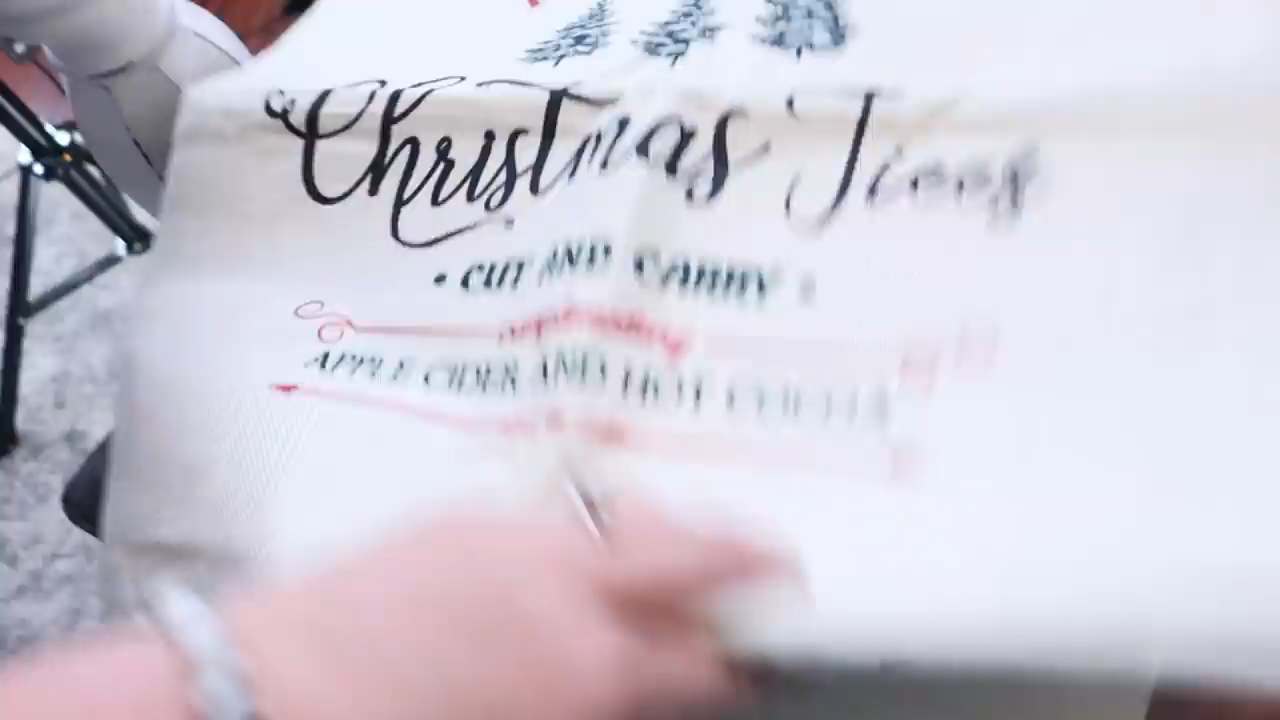 Christmas Trees
• CUT AND CARRY •
APPLE CIDER AND HOT COCOA